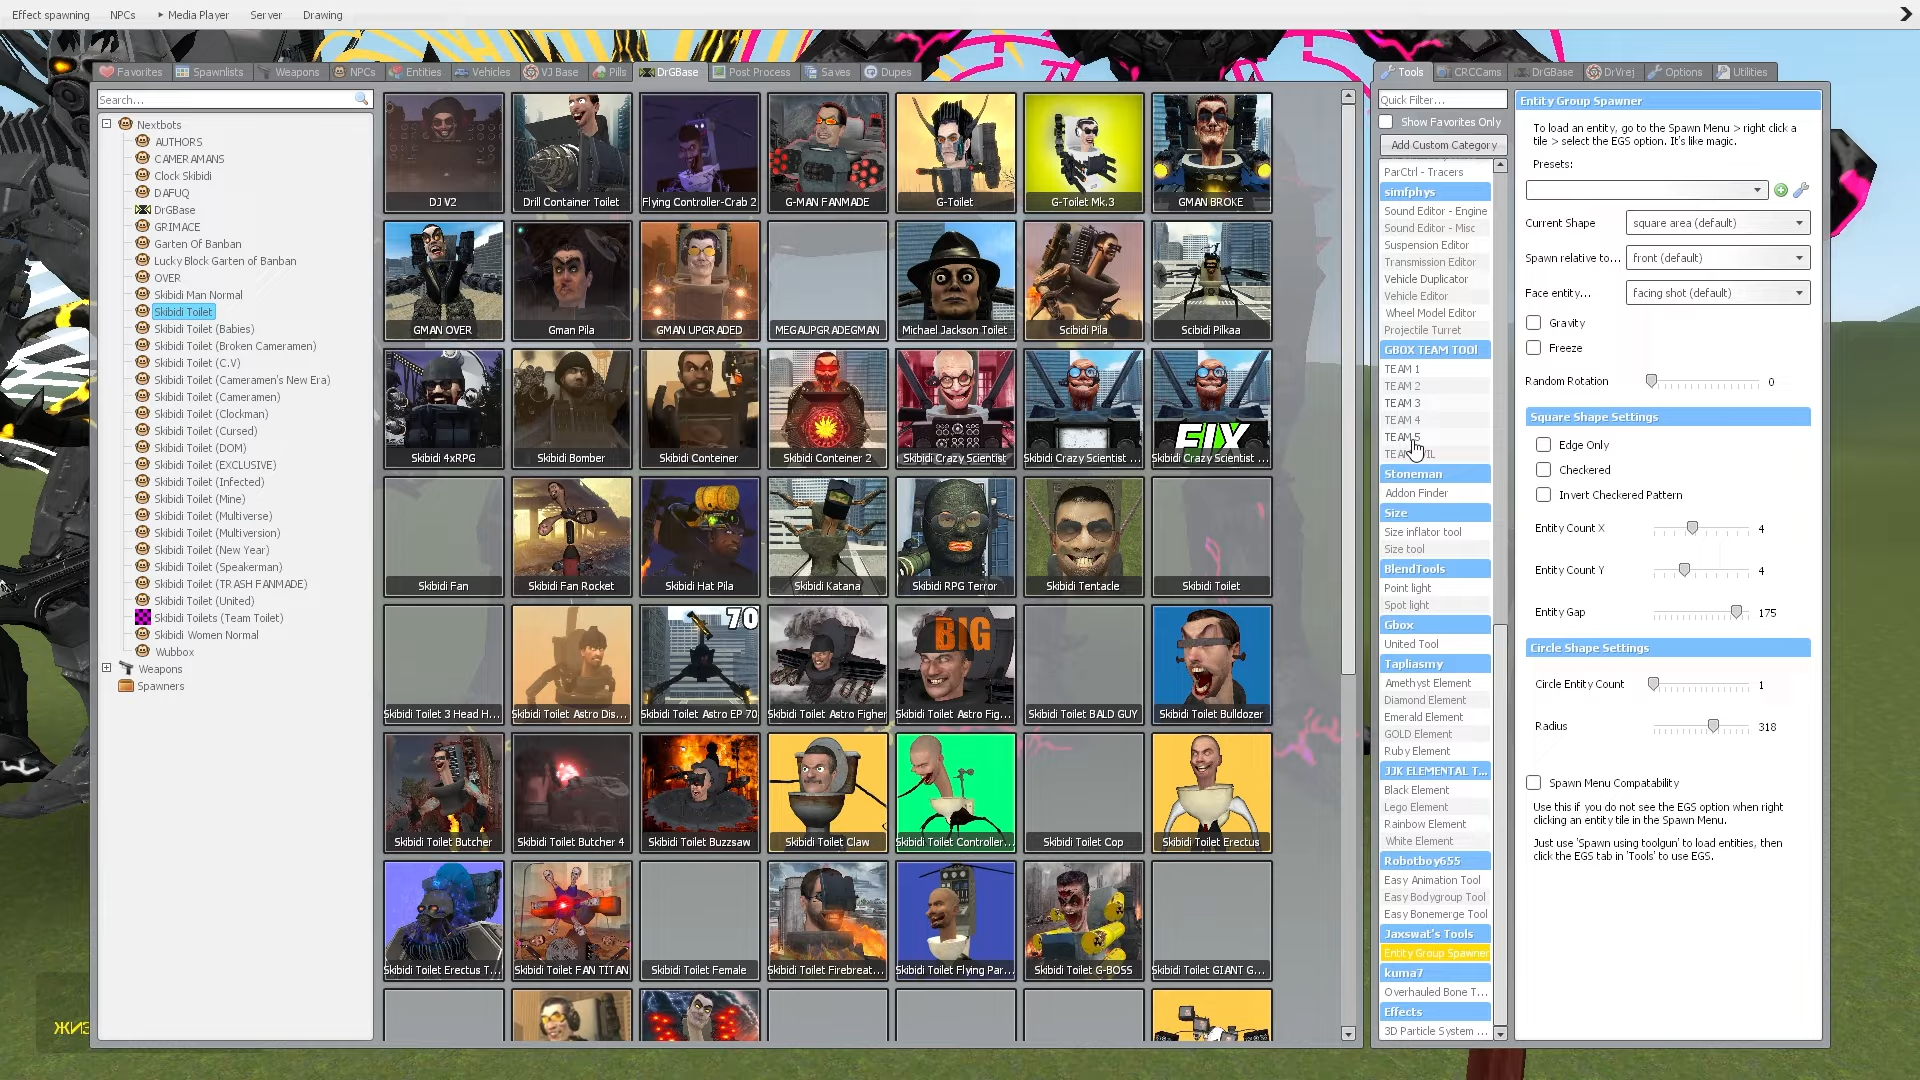 Effect spawning NPCs Media Player Server Drawing
Favorites Spawnlists Weapons NPCs Entities Vehicles VJ Base Pills DrGBase Post Process Saves Dupes
Search...
Nextbots
AUTHORS
CAMERAMANS
Clock Skibidi
DAFUQ
DrGBase
GRIMACE
Garten Of Banban
Lucky Block Garten of Banban
OVER
Skibidi Man Normal
Skibidi Toilet
Skibidi Toilet (Babies)
Skibidi Toilet (Broken Cameramen)
Skibidi Toilet (C.V)
Skibidi Toilet (Cameramen's New Era)
Skibidi Toilet (Cameramen)
Skibidi Toilet (Clockman)
Skibidi Toilet (Cursed)
Skibidi Toilet (DOM)
Skibidi Toilet (EXCLUSIVE)
Skibidi Toilet (Infected)
Skibidi Toilet (Mine)
Skibidi Toilet (Multiverse)
Skibidi Toilet (Multiversion)
Skibidi Toilet (New Year)
Skibidi Toilet (Speakerman)
Skibidi Toilet (TRASH FANMADE)
Skibidi Toilet (United)
Skibidi Toilets (Team Toilet)
Skibidi Women Normal
Wubbox
Weapons
Spawners
DJ V2 Drill Container Toilet Flying Controller-Crab 2 G-MAN FANMADE G-Toilet G-Toilet Mk.3 GMAN BROKE
GMAN OVER Gman Pila GMAN UPGRADED MEGAUPGRADEGMAN Michael Jackson Toilet Scibidi Pila Scibidi Pilkaa
FIX
Skibidi 4xRPG Skibidi Bomber Skibidi Conteiner Skibidi Conteiner 2 Skibidi Crazy Scientist Skibidi Crazy Scientist ... Skibidi Crazy Scientist ...
Skibidi Fan Skibidi Fan Rocket Skibidi Hat Pila Skibidi Katana Skibidi RPG Terror Skibidi Tentacle Skibidi Toilet
70
BIG
Skibidi Toilet 3 Head H... Skibidi Toilet Astro Dis... Skibidi Toilet Astro EP 70 Skibidi Toilet Astro Figher Skibidi Toilet Astro Fig... Skibidi Toilet BALD GUY Skibidi Toilet Bulldozer
Skibidi Toilet Butcher Skibidi Toilet Butcher 4 Skibidi Toilet Buzzsaw Skibidi Toilet Claw Skibidi Toilet Controller... Skibidi Toilet Cop Skibidi Toilet Erectus
Skibidi Toilet Erectus T... Skibidi Toilet FAN TITAN Skibidi Toilet Female Skibidi Toilet Firebreat... Skibidi Toilet Flying Par... Skibidi Toilet G-BOSS Skibidi Toilet GIANT G...
Tools CRCCams DrGBase DrVrej Options Utilities
Quick Filter...
Show Favorites Only
Add Custom Category
ParCtrl - Tracers
simfphys
Sound Editor - Engine
Sound Editor - Misc
Suspension Editor
Transmission Editor
Vehicle Duplicator
Vehicle Editor
Wheel Model Editor
Projectile Turret
GBOX TEAM TOOl
TEAM 1
TEAM 2
TEAM 3
TEAM 4
TEAM 5
Stoneman
Addon Finder
Size
Size inflator tool
Size tool
BlendTools
Point light
Spot light
Gbox
United Tool
Tapliasmy
Amethyst Element
Diamond Element
Emerald Element
GOLD Element
Ruby Element
JJK ELEMENTAL T...
Black Element
Lego Element
Rainbow Element
White Element
Robotboy655
Easy Animation Tool
Easy Bodygroup Tool
Easy Bonemerge Tool
Jaxswat's Tools
Entity Group Spawner
kuma7
Overhauled Bone T...
Effects
3D Particle System ...
Entity Group Spawner
To load an entity, go to the Spawn Menu > right click a
tile > select the EGS option. It's like magic.
Presets:
Current Shape square area (default)
Spawn relative to... front (default)
Face entity... facing shot (default)
Gravity
Freeze
Random Rotation 0
Square Shape Settings
Edge Only
Checkered
Invert Checkered Pattern
Entity Count X 4
Entity Count Y 4
Entity Gap 175
Circle Shape Settings
Circle Entity Count 1
Radius 318
Spawn Menu Compatability
Use this if you do not see the EGS option when right
clicking an entity tile in the Spawn Menu.
Just use 'Spawn using toolgun' to load entities, then
click the EGS tab in 'Tools' to use EGS.